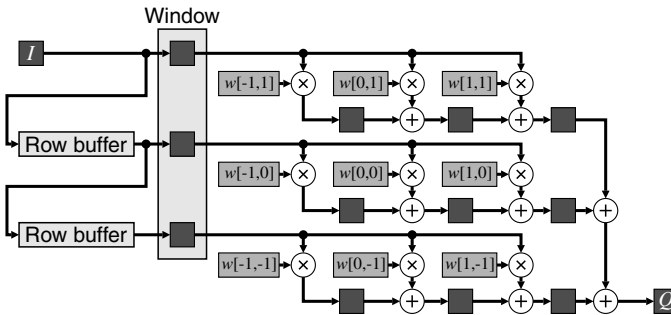 Window
I
w[-1,1] w[0,1] w[1,1]
Row buffer
w[-1,0] w[0,0] w[1,0]
Row buffer
w[-1,-1] w[0,-1] w[1,-1]
Q